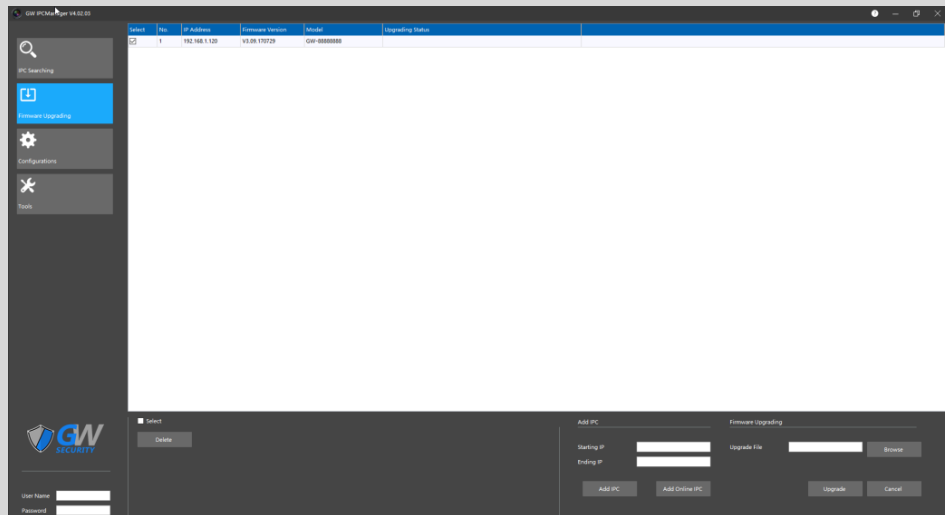 GW IPCManager V4.02.03
Select No. IP Address Firmware Version Model Upgrading Status
1 192.168.1.120 V3.09.170729 GW-88888888
IPC Searching
Firmware Upgrading
Configurations
Tools
GW
SECURITY
User Name
Password
Select
Delete
Add IPC
Starting IP
Ending IP
Add IPC Add Online IPC
Firmware Upgrading
Upgrade File Browse
Upgrade Cancel